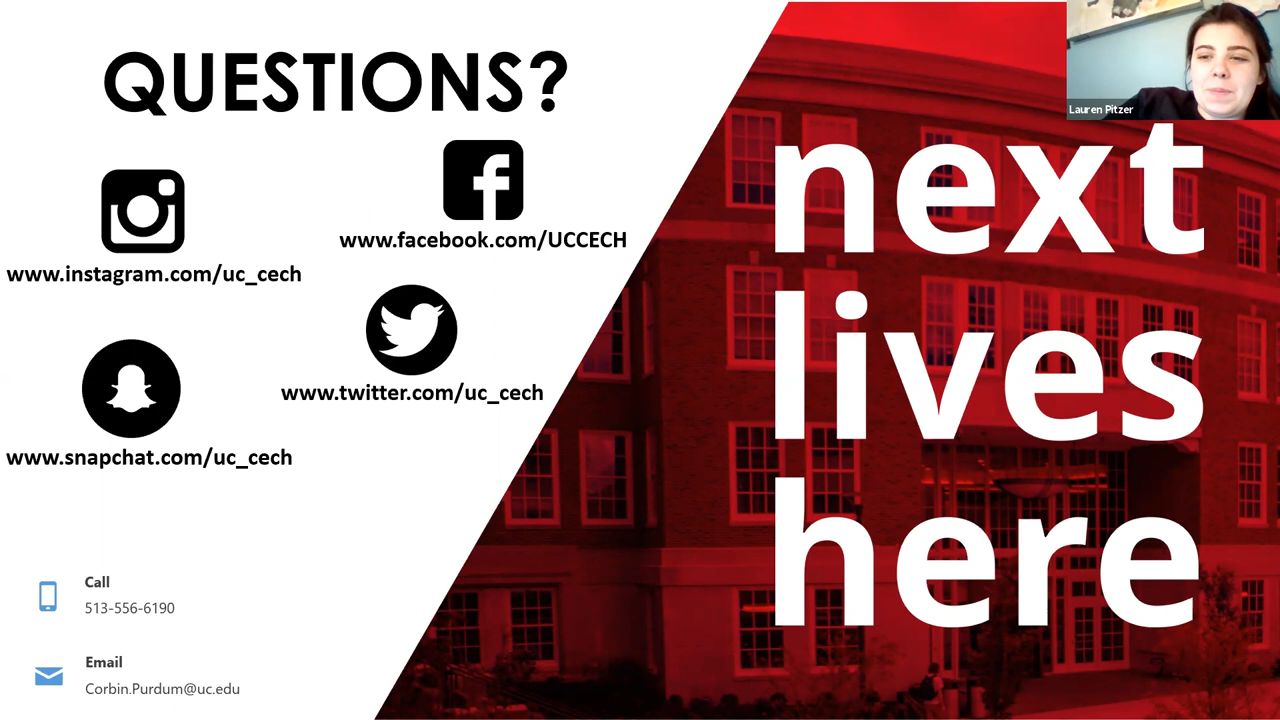 QUESTIONS?
www.facebook.com/UCCECH
www.instagram.com/uc_cech
www.twitter.com/uc_cech
www.snapchat.com/uc_cech
Call
513-556-6190
Email
Corbin.Purdum@uc.edu
next
lives
here
Lauren Pitzer